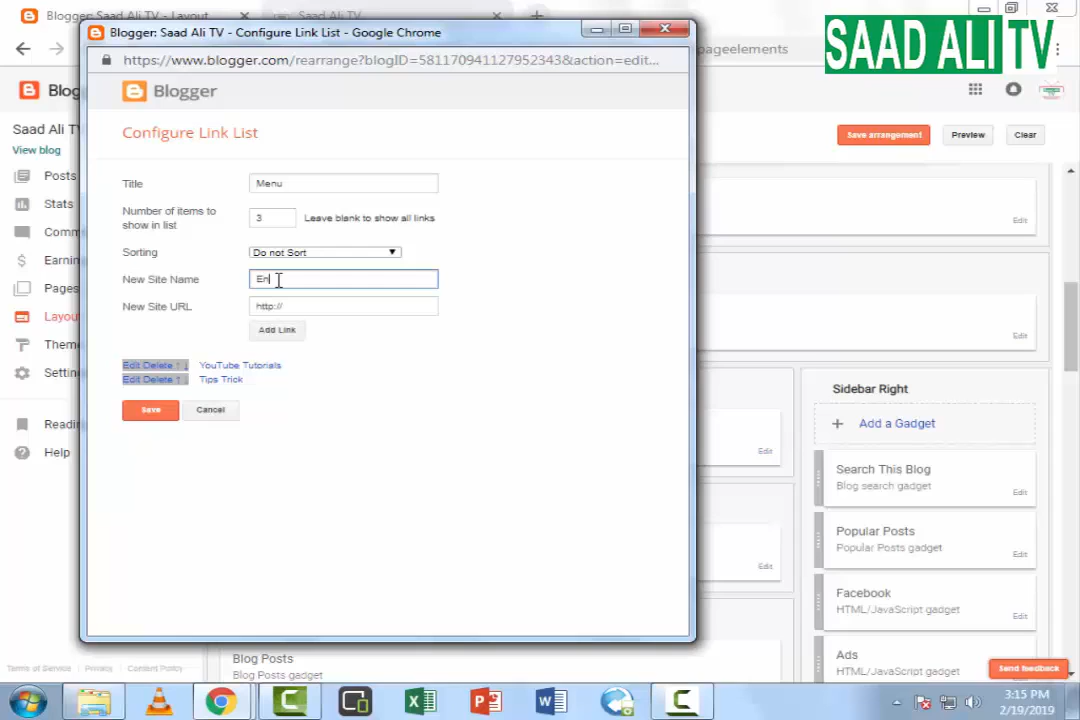 Blogger: Saad Ali TV - Layout
Saad Ali TV
Blogger: Saad Ali TV - Configure Link List - Google Chrome
https://www.blogger.com/rearrange?blogID=581170941127952343&action=edit...
pageelements
SAAD ALI TV
Blogger
Blog
Configure Link List
Saad Ali TV
View blog
Save arrangement
Preview
Clear
Posts
Stats
Comm
Earnin
Pages
Layou
Theme
Settin
Readin
Help
Title
Menu
Number of items to
show in list
3
Leave blank to show all links
Sorting
Do not Sort
New Site Name
En
New Site URL
http://
Add Link
Edit Delete ↑ ↓ YouTube Tutorials
Edit Delete ↑ ↓ Tips Trick
Save
Cancel
Edit
Edit
Edit
Edit
Sidebar Right
+ Add a Gadget
Search This Blog
Blog search gadget
Edit
Popular Posts
Popular Posts gadget
Edit
Facebook
HTML/JavaScript gadget
Edit
Ads
HTML/JavaScript gadget
Edit
Blog Posts
Blog Posts gadget
Terms of Service | Privacy | Content Policy
Send feedback
3:15 PM
2/19/2019